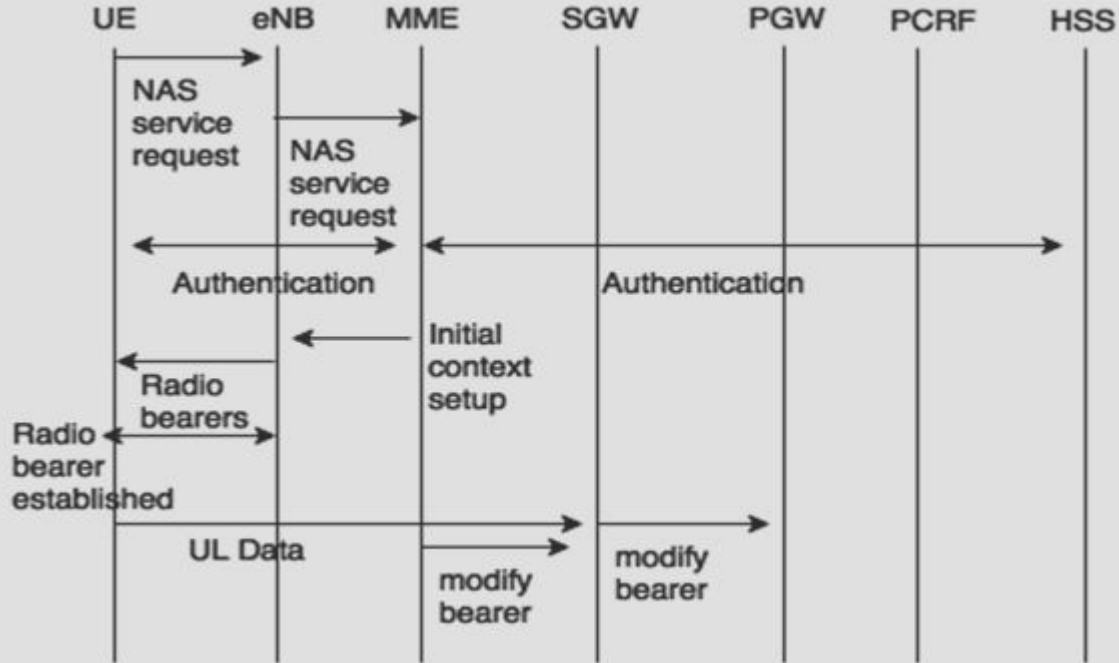 UE eNB MME SGW PGW PCRF HSS
NAS
service
request
NAS
service
request
Authentication
Authentication
Initial
context
setup
Radio
bearers
Radio
bearer
established
UL Data
modify
bearer
modify
bearer